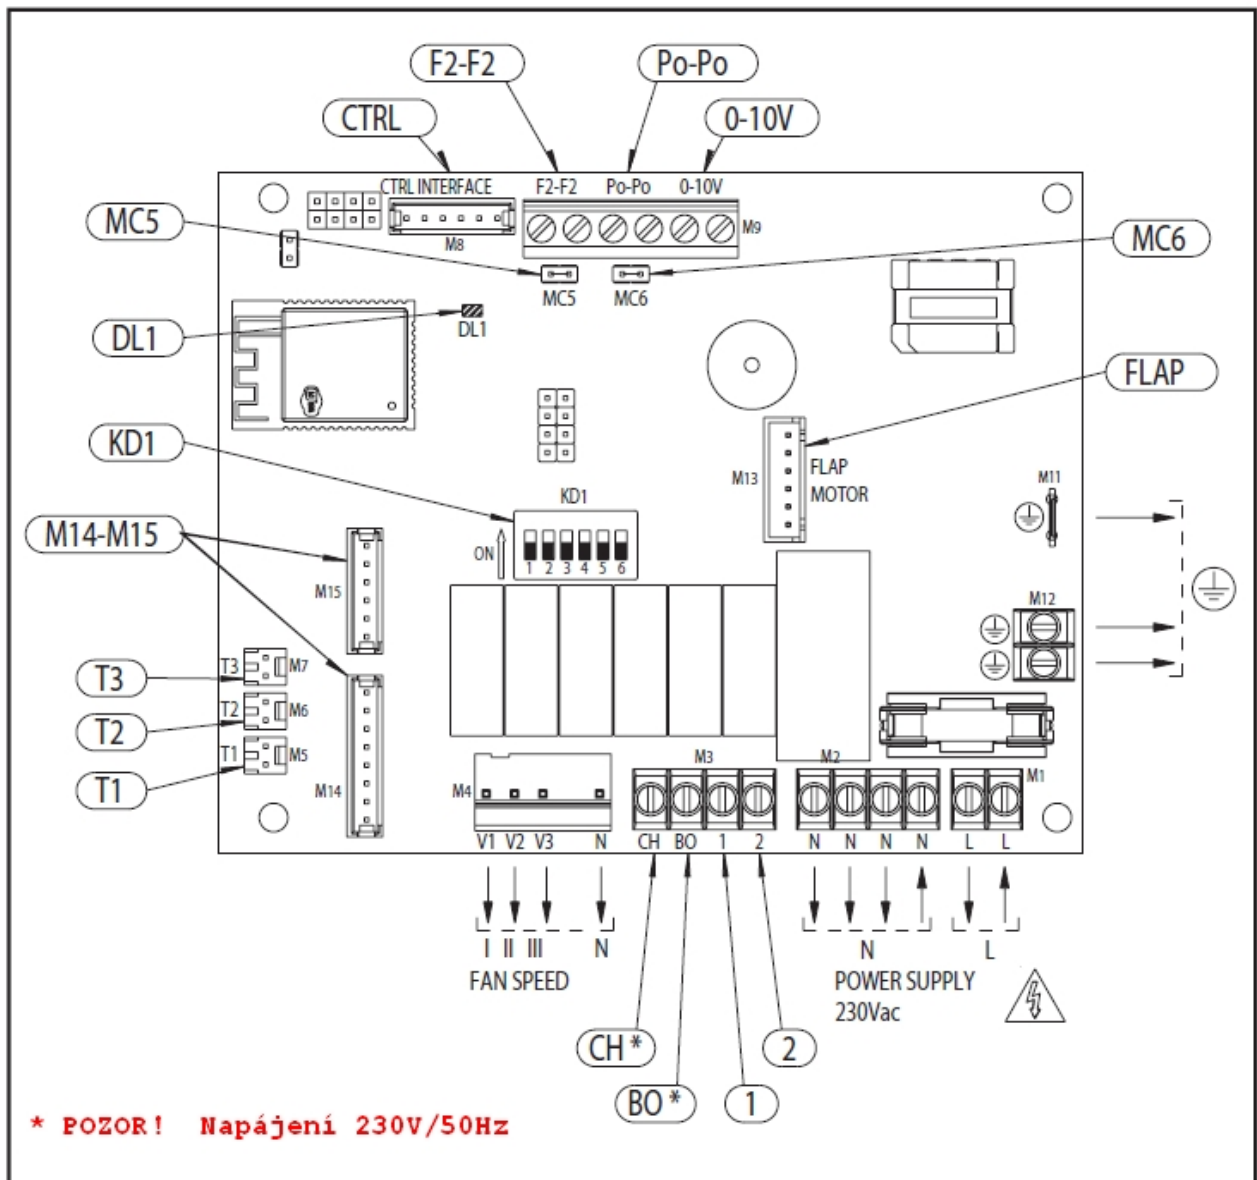 F2-F2
Po-Po
CTRL
0-10V
CTRL INTERFACE
F2-F2
Po-Po
0-10V
MC5
M8
M9
MC6
MC5
MC6
DL1
DL1
FLAP
KD1
M13
FLAP
MOTOR
M11
KD1
M14-M15
ON
1 2 3 4 5 6
M15
M12
T3
T3
M7
T2
T2
M6
T1
T1
M5
M14
M4
M3
M2
M1
V1 V2 V3 N
CH BO 1 2
N N N N
L L
I II III N
FAN SPEED
N
L
POWER SUPPLY
230Vac
CH *
2
BO *
1
* POZOR! Napájení 230V/50Hz